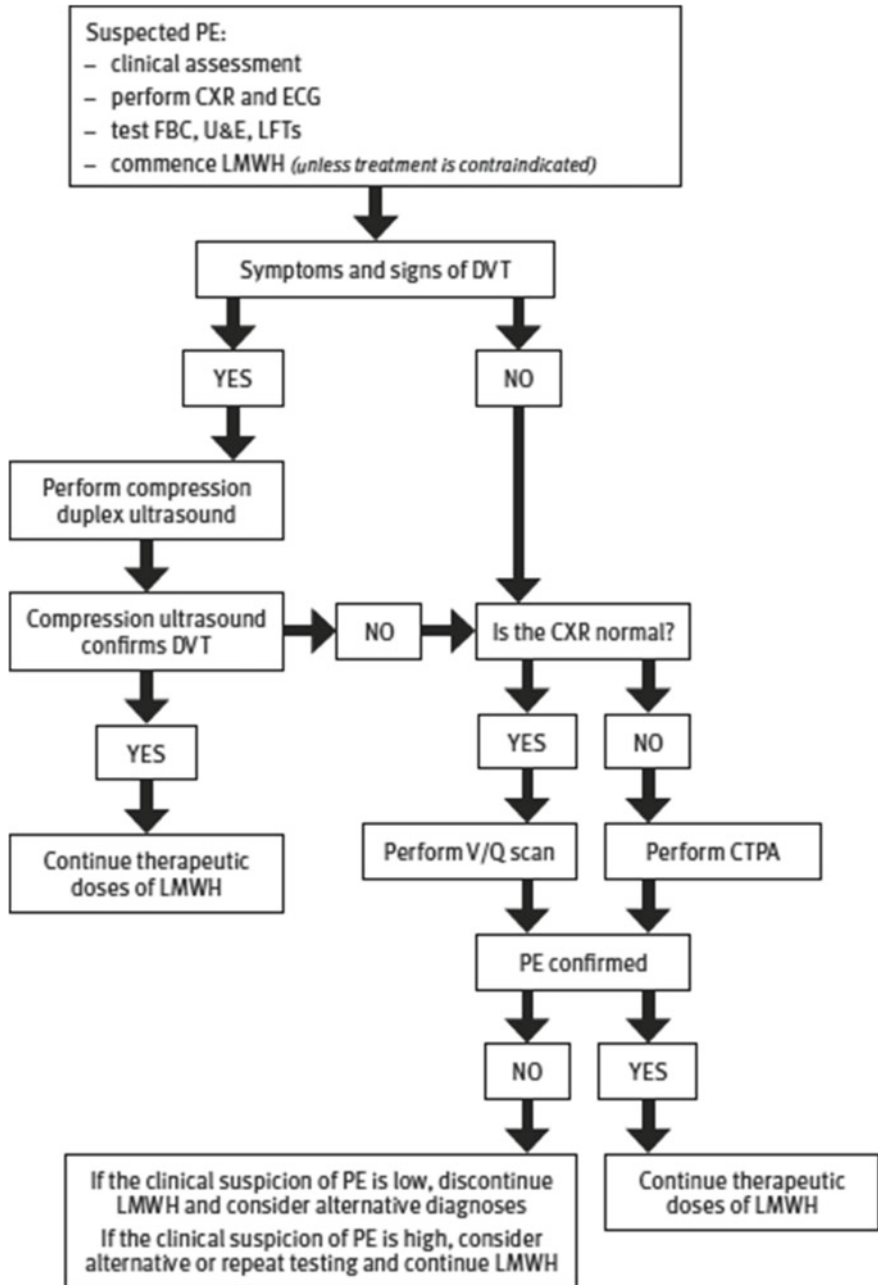 Suspected PE:
– clinical assessment
– perform CXR and ECG
– test FBC, U&E, LFTs
– commence LMWH (unless treatment is contraindicated)
Symptoms and signs of DVT
YES
NO
Perform compression
duplex ultrasound
Compression ultrasound
confirms DVT
NO
Is the CXR normal?
YES
YES
NO
Continue therapeutic
doses of LMWH
Perform V/Q scan
Perform CTPA
PE confirmed
NO
YES
If the clinical suspicion of PE is low, discontinue
LMWH and consider alternative diagnoses
If the clinical suspicion of PE is high, consider
alternative or repeat testing and continue LMWH
Continue therapeutic
doses of LMWH